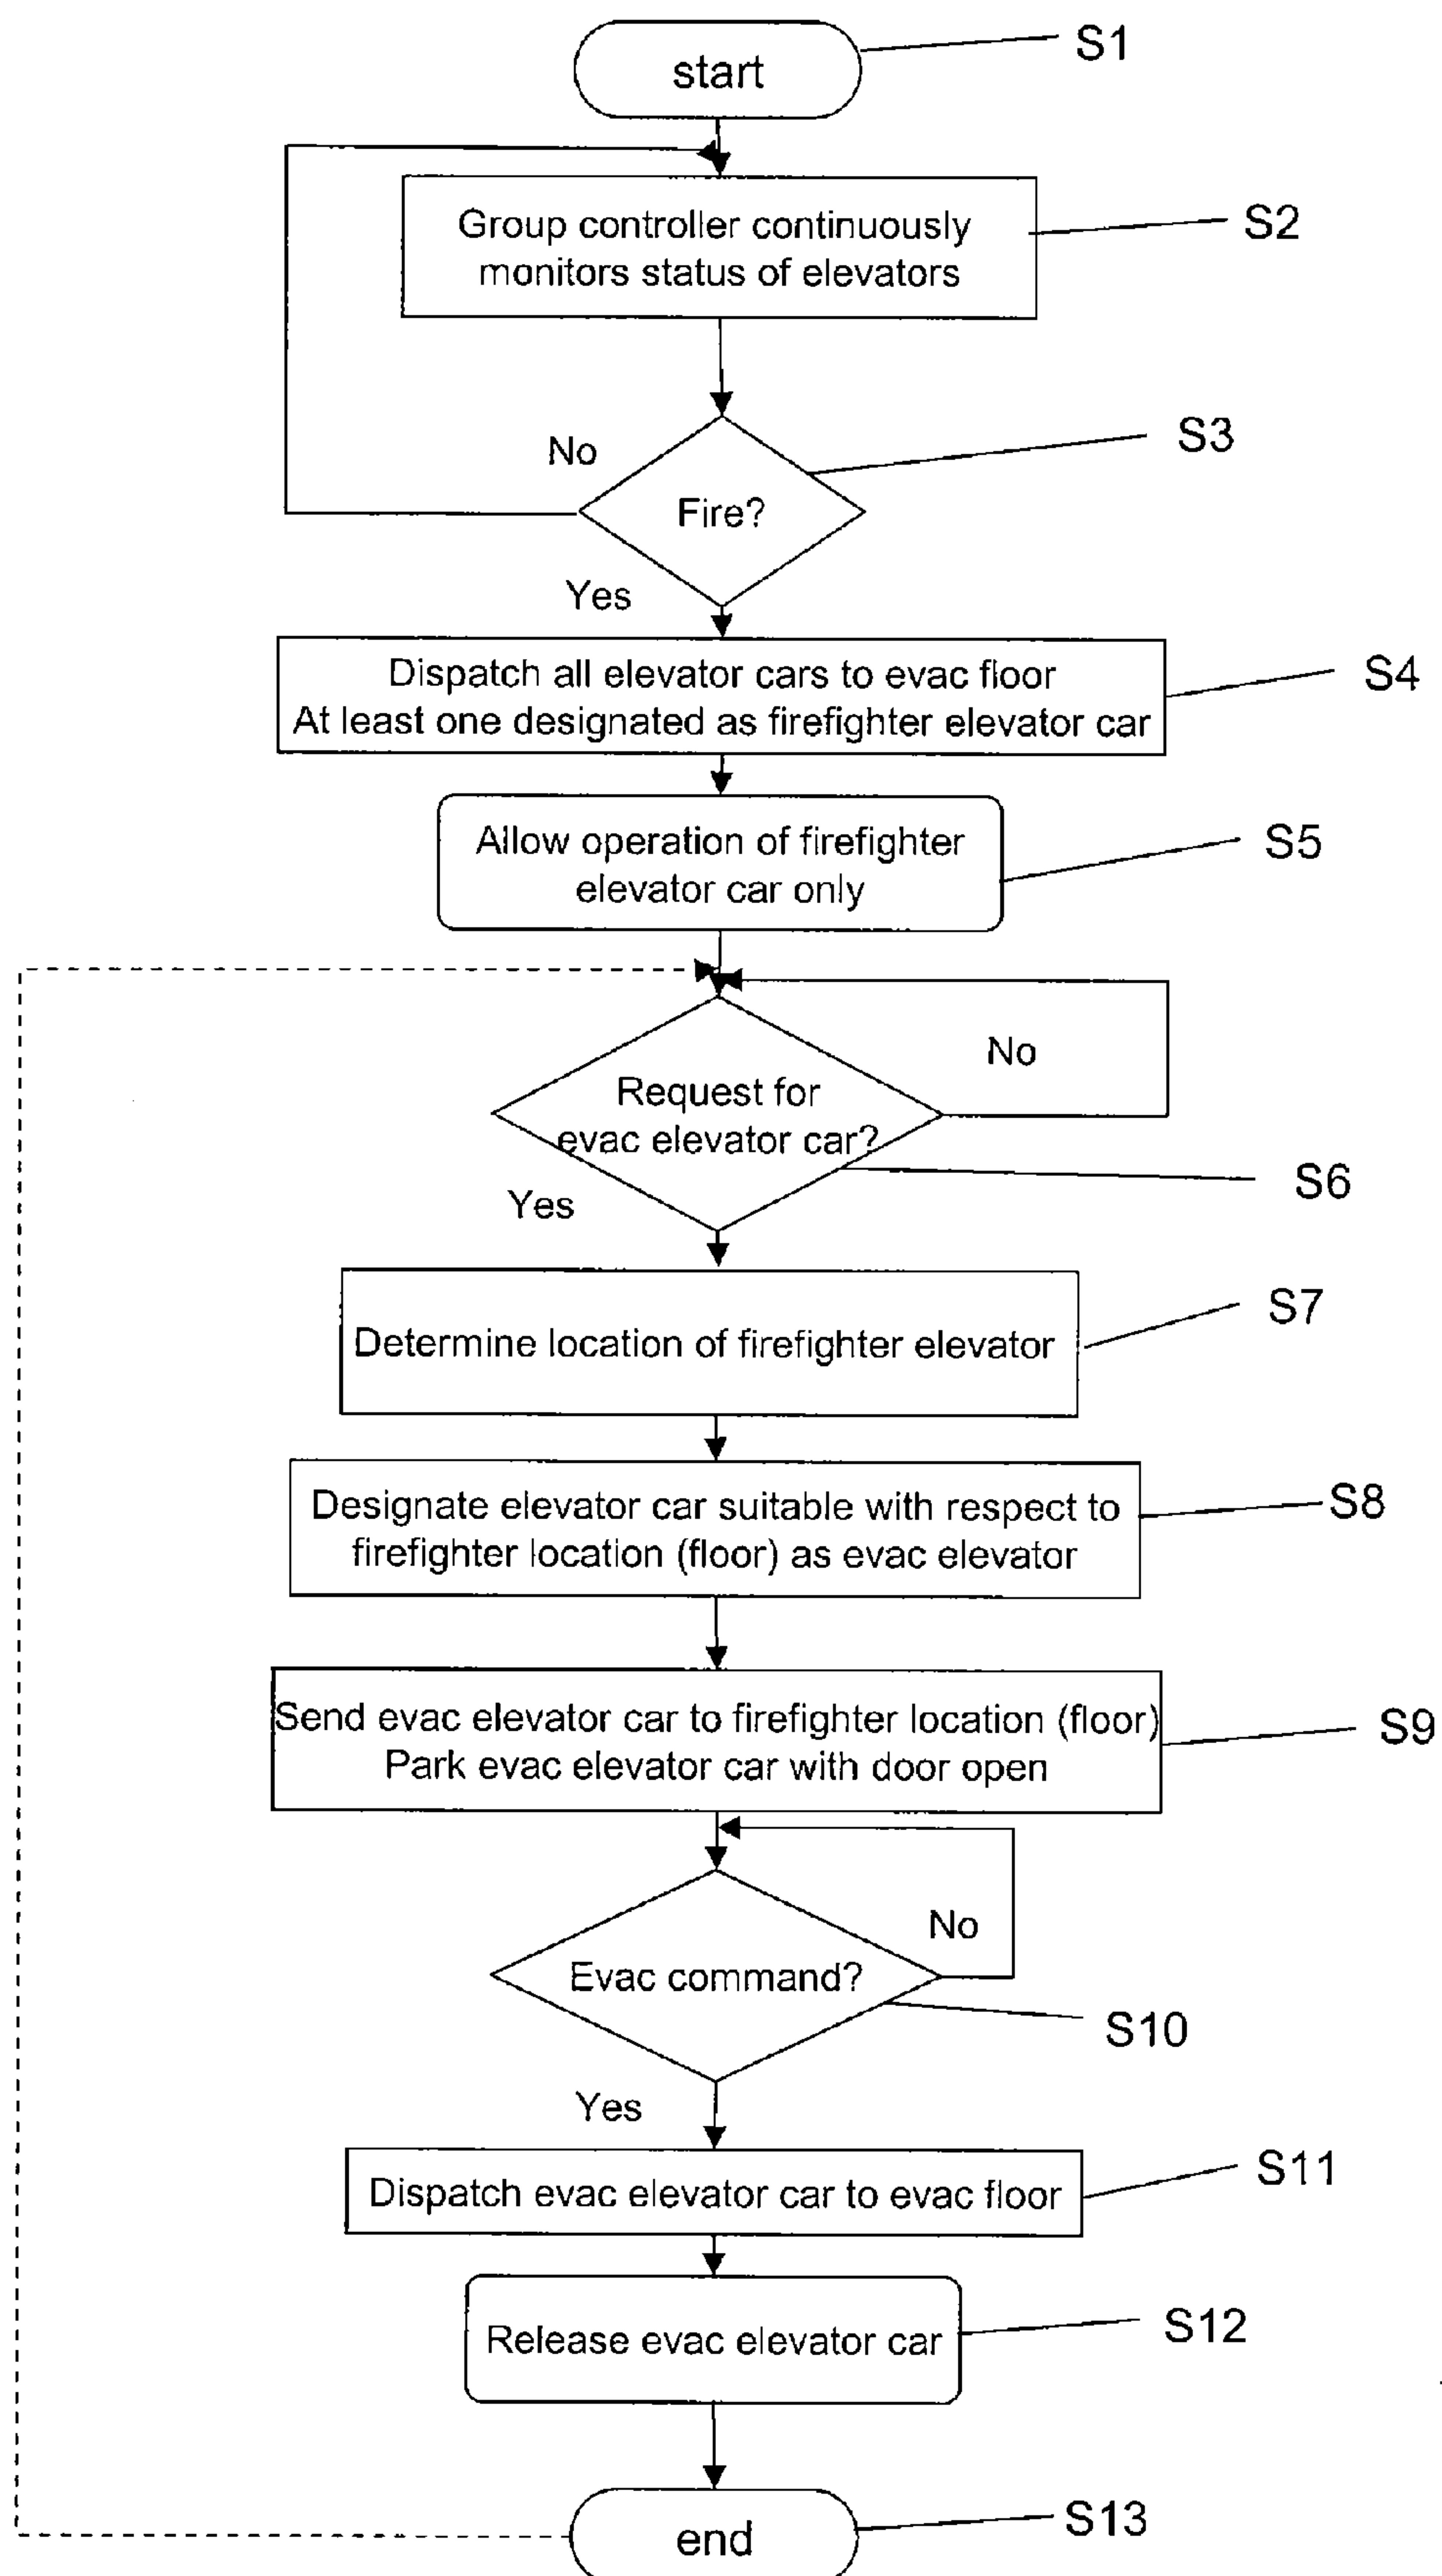 start
S1
Group controller continuously
monitors status of elevators
S2
No
S3
Fire?
Yes
Dispatch all elevator cars to evac floor
At least one designated as firefighter elevator car
S4
Allow operation of firefighter
elevator car only
S5
No
Request for
evac elevator car?
S6
Yes
Determine location of firefighter elevator
S7
Designate elevator car suitable with respect to
firefighter location (floor) as evac elevator
S8
Send evac elevator car to firefighter location (floor)
Park evac elevator car with door open
S9
No
Evac command?
S10
Yes
Dispatch evac elevator car to evac floor
S11
Release evac elevator car
S12
end
S13